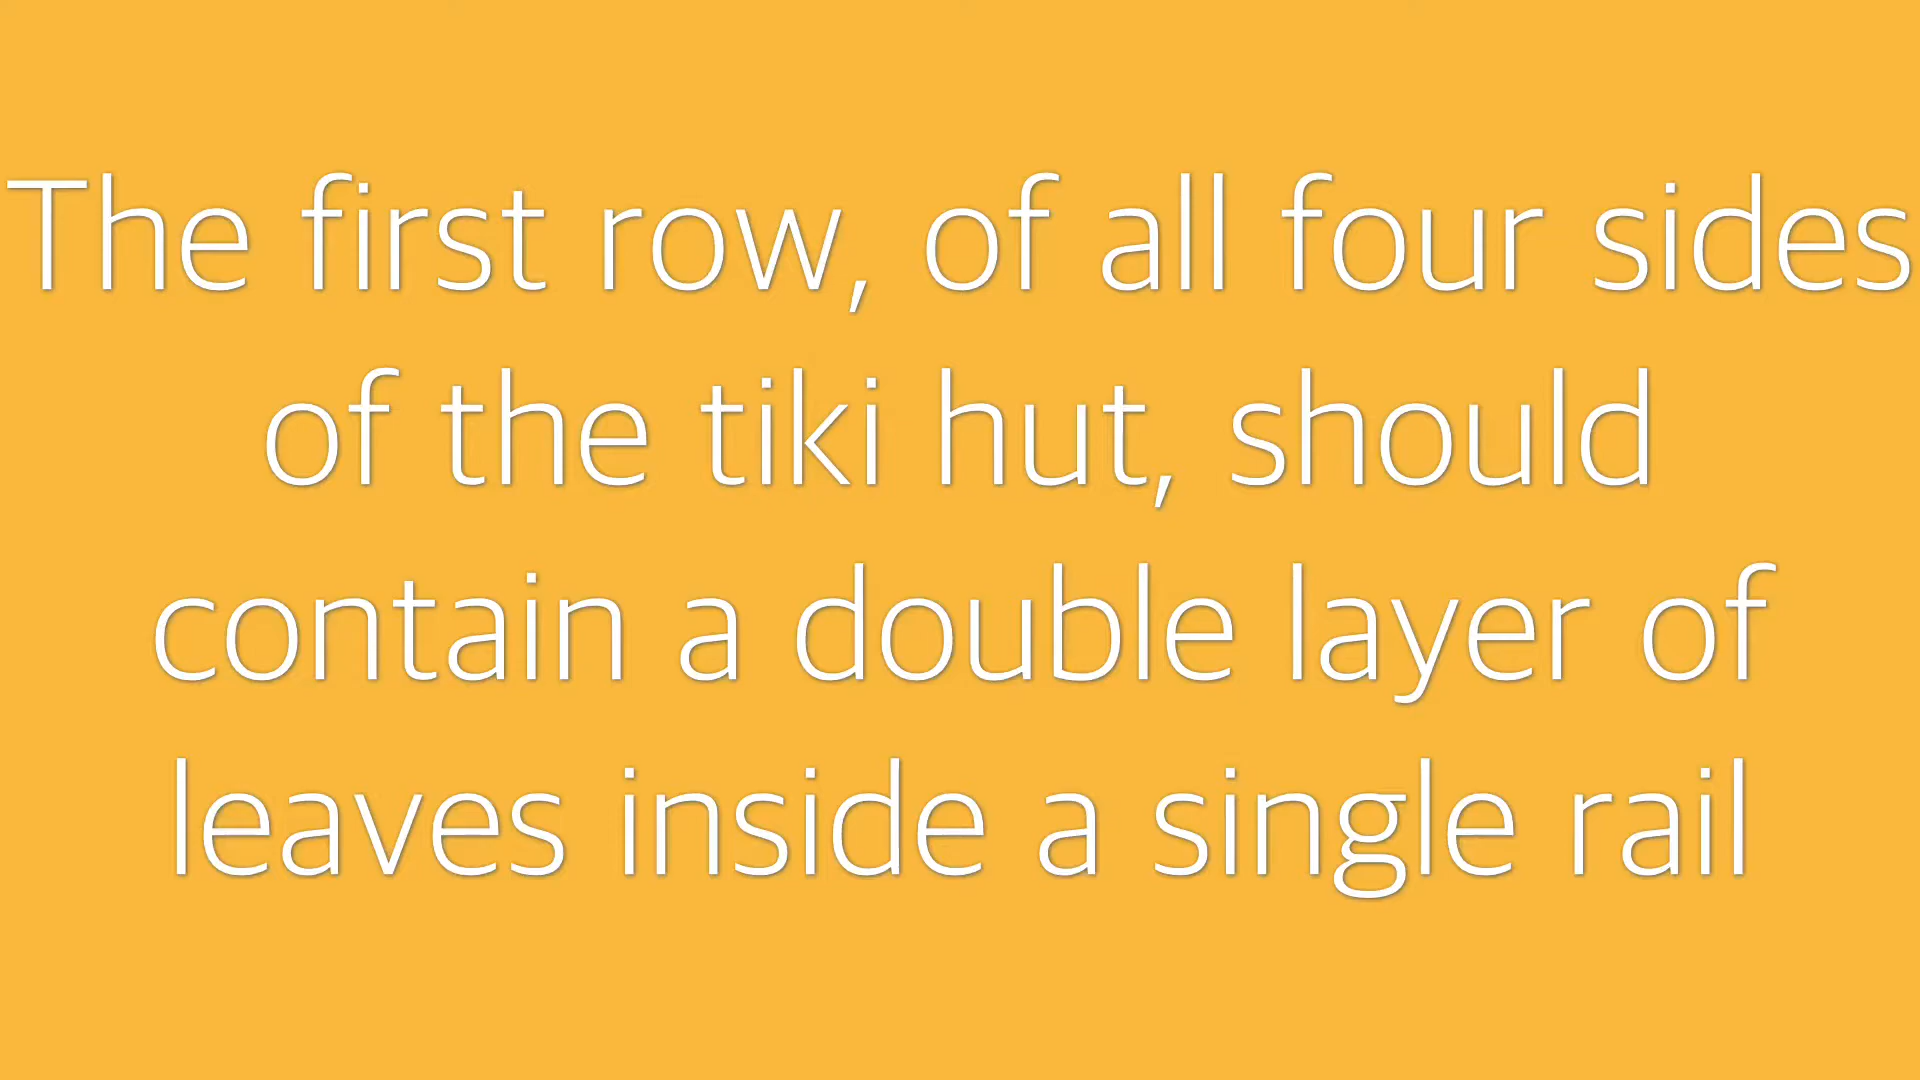 The first row, of all four sides
of the tiki hut, should
contain a double layer of
leaves inside a single rail